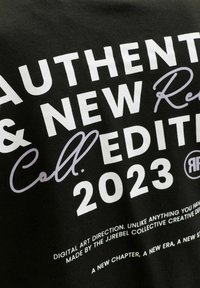 AUTHENT
& NEW Re
Coll. EDITI
2023
DIGITAL ART DIRECTION. UNLIKE ANYTHING YOU
MADE BY THE JJREBEL COLLECTIVE CREATIVE
A NEW CHAPTER, A NEW ERA, A NEW